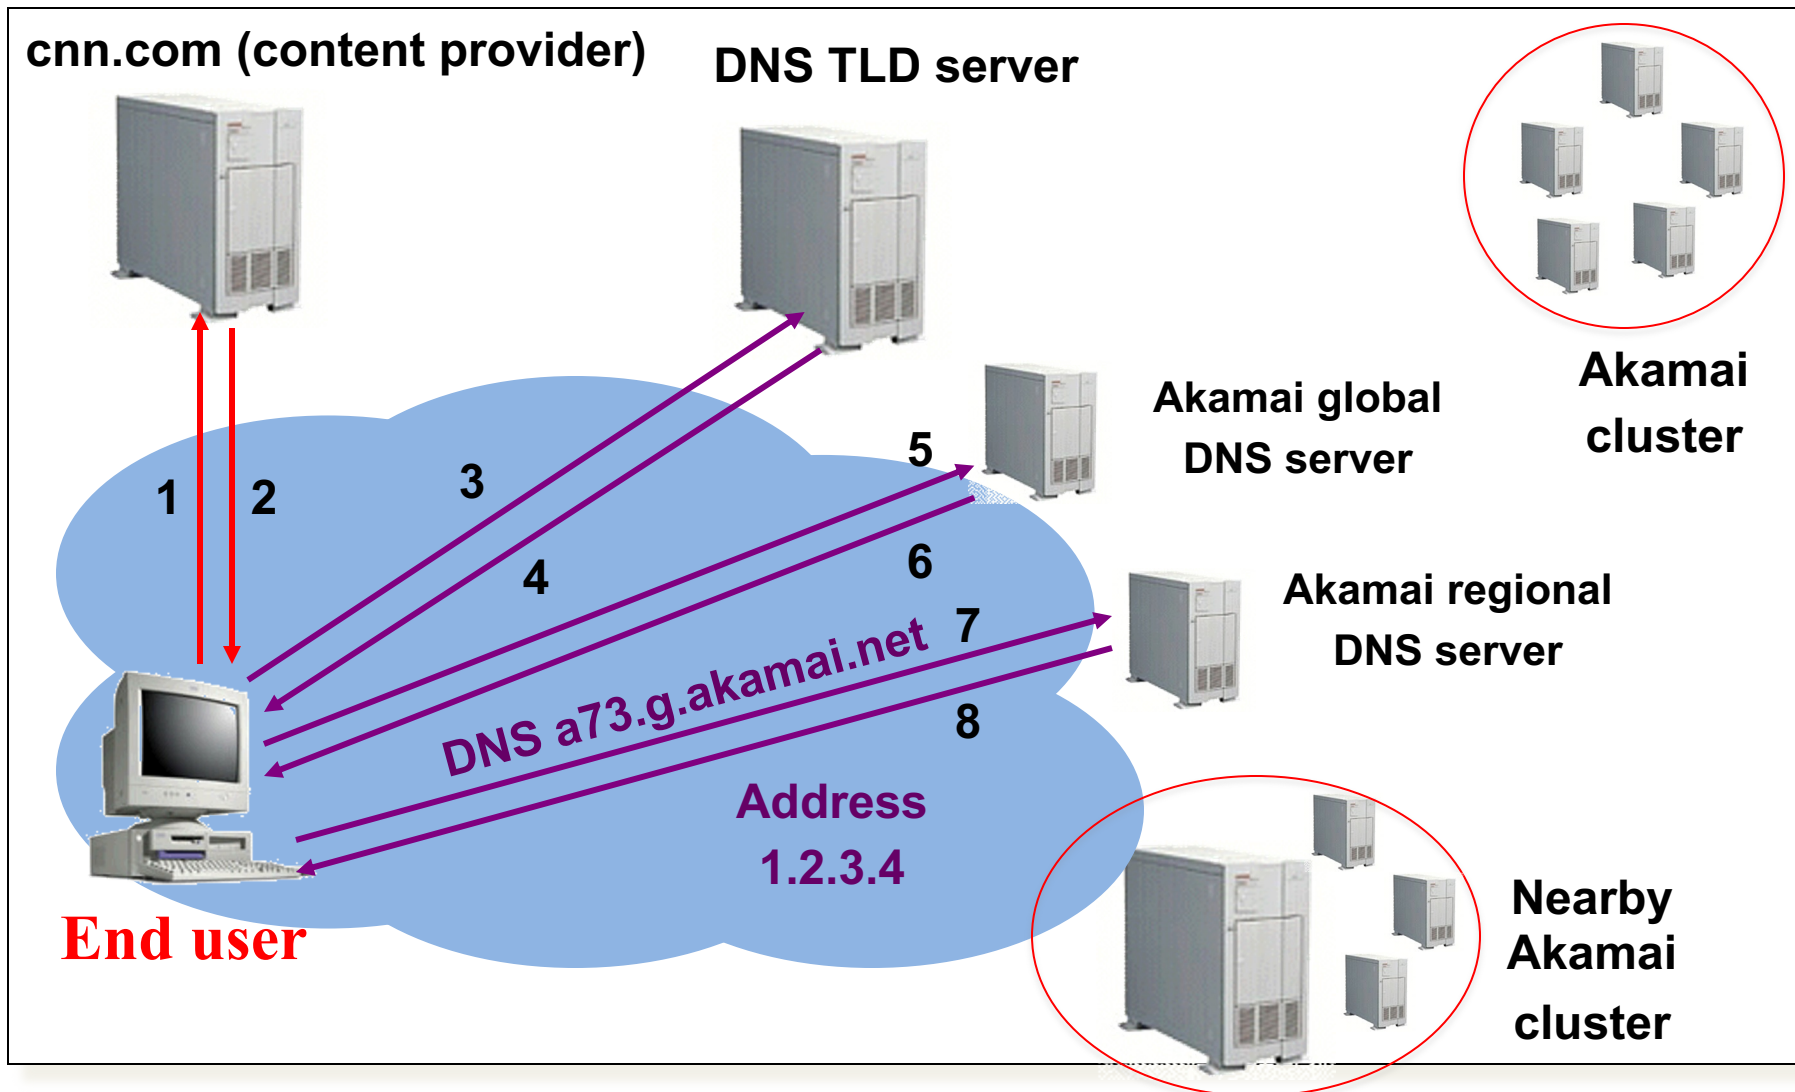 cnn.com (content provider)
DNS TLD server
Akamai
cluster
Akamai global
DNS server
1
2
3
4
5
6
Akamai regional
DNS server
7
DNS a73.g.akamai.net
8
Address
1.2.3.4
End user
Nearby
Akamai
cluster